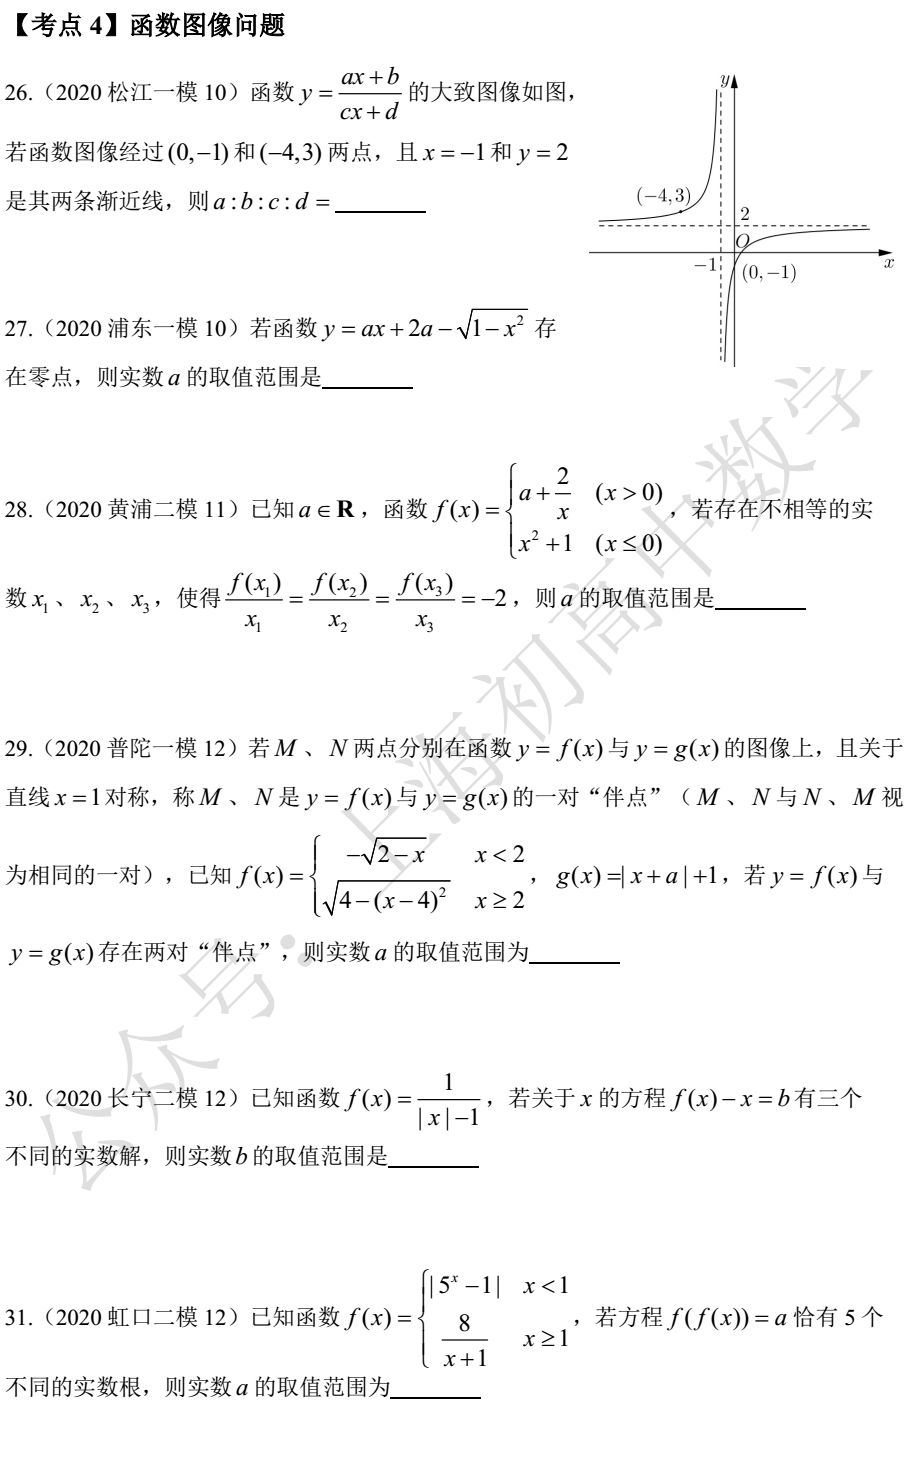 【考点 4】函数图像问题
26.（2020 松江一模 10）函数 y = (ax+b)/(cx+d) 的大致图像如图，
若函数图像经过 (0,−1) 和 (−4,3) 两点，且 x = −1 和 y = 2
是其两条渐近线，则 a : b : c : d = ________
y
(−4,3)
2
O
−1
(0,−1)
x
27.（2020 浦东一模 10）若函数 y = ax + 2a − √(1−x²) 存
在零点，则实数 a 的取值范围是________
28.（2020 黄浦二模 11）已知 a ∈ R，函数 f(x) = { a + 2/x (x > 0)
x² + 1 (x ≤ 0) ，若存在不相等的实
数 x₁ 、 x₂ 、 x₃，使得 f(x₁)/x₁ = f(x₂)/x₂ = f(x₃)/x₃ = −2，则 a 的取值范围是________
29.（2020 普陀一模 12）若 M 、 N 两点分别在函数 y = f(x) 与 y = g(x) 的图像上，且关于
直线 x = 1 对称，称 M 、 N 是 y = f(x) 与 y = g(x) 的一对“伴点”（ M 、 N 与 N 、 M 视
为相同的一对），已知 f(x) = { −√(2−x) x < 2
√(4−(x−4)²) x ≥ 2 ， g(x) =| x + a | +1，若 y = f(x) 与
y = g(x) 存在两对“伴点”，则实数 a 的取值范围为________
30.（2020 长宁二模 12）已知函数 f(x) = 1/(| x | −1)，若关于 x 的方程 f(x) − x = b 有三个
不同的实数解，则实数 b 的取值范围是________
31.（2020 虹口二模 12）已知函数 f(x) = { | 5ˣ −1 | x < 1
8/(x+1) x ≥ 1 ，若方程 f(f(x)) = a 恰有 5 个
不同的实数根，则实数 a 的取值范围为________
公众号：上海初高中数学